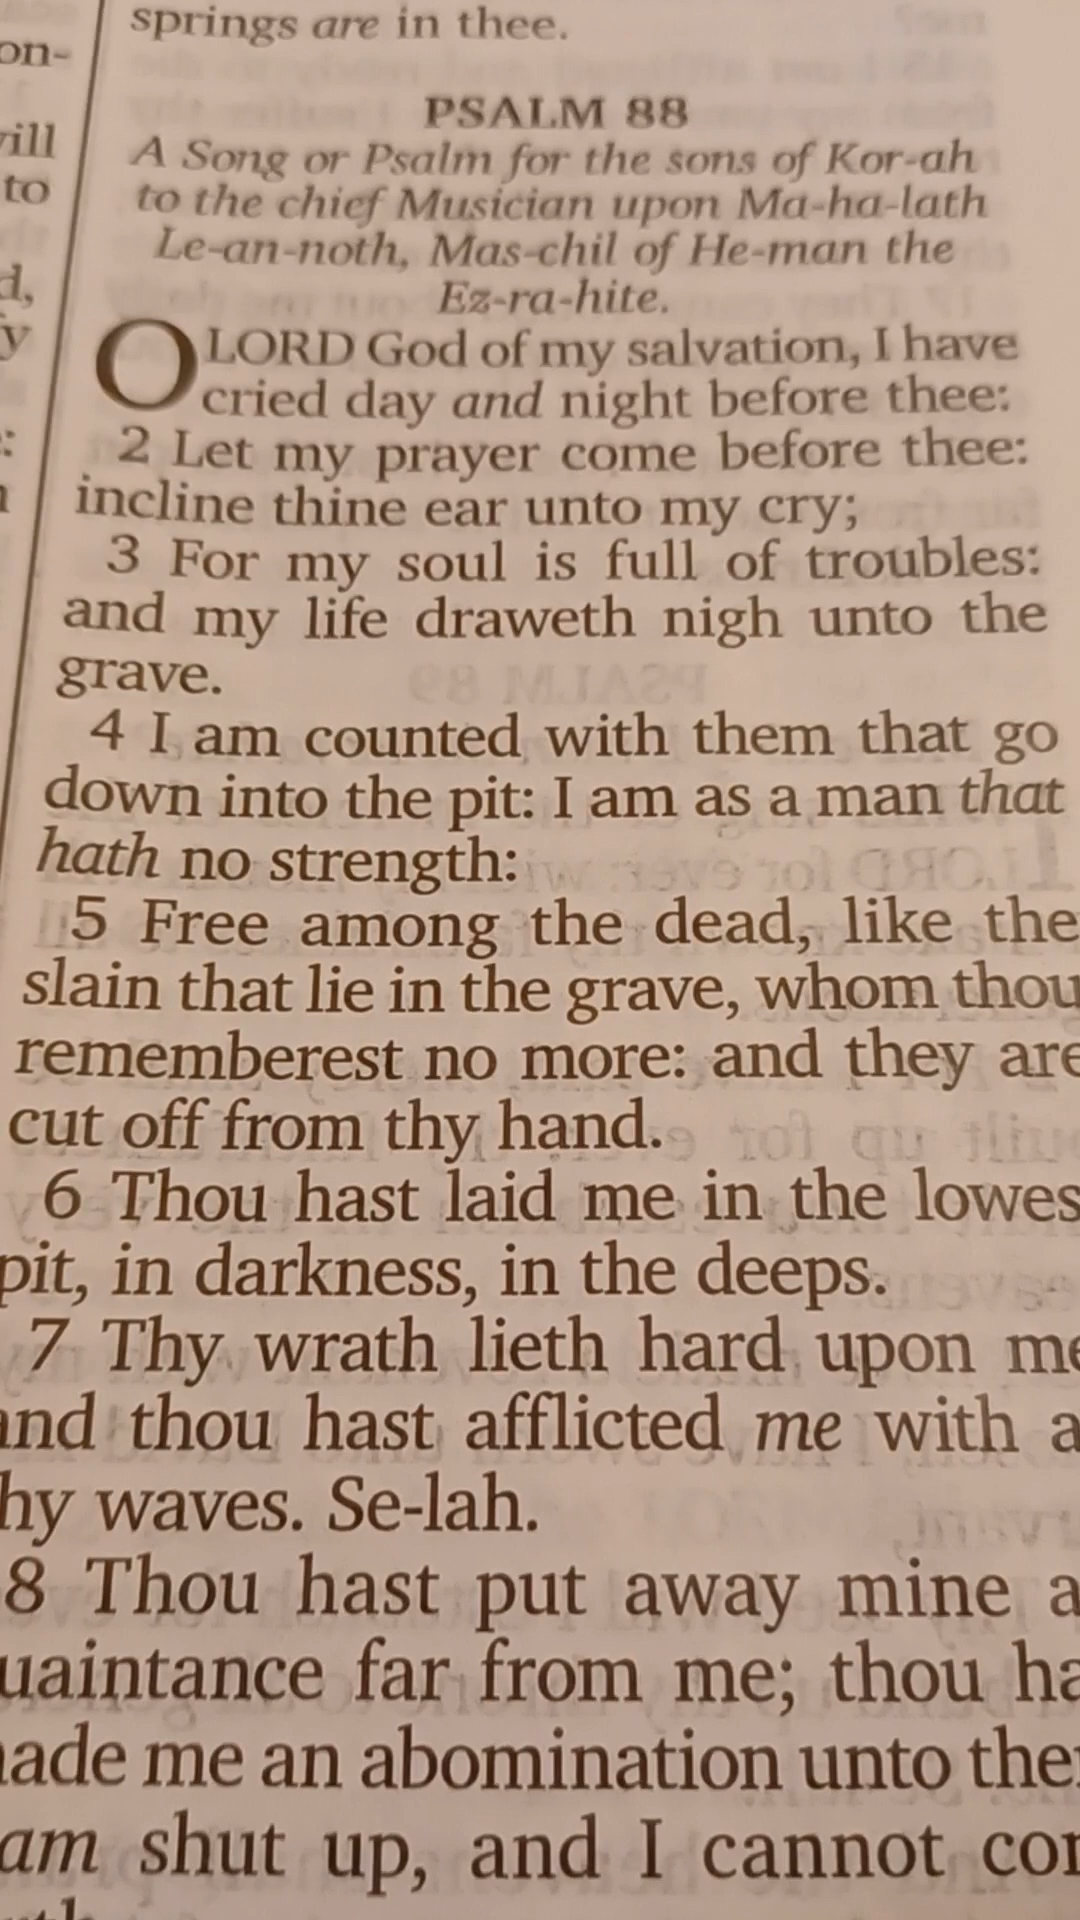 on-
will
to
d,
y
:
springs are in thee.
PSALM 88
A Song or Psalm for the sons of Kor-ah
to the chief Musician upon Ma-ha-lath
Le-an-noth, Mas-chil of He-man the
Ez-ra-hite.
O LORD God of my salvation, I have
cried day and night before thee:
2 Let my prayer come before thee:
incline thine ear unto my cry;
3 For my soul is full of troubles:
and my life draweth nigh unto the
grave.
4 I am counted with them that go
down into the pit: I am as a man that
hath no strength:
5 Free among the dead, like the
slain that lie in the grave, whom thou
rememberest no more: and they are
cut off from thy hand.
6 Thou hast laid me in the lowes
pit, in darkness, in the deeps.
7 Thy wrath lieth hard upon me
and thou hast afflicted me with a
hy waves. Se-lah.
8 Thou hast put away mine a
uaintance far from me; thou ha
ade me an abomination unto the
am shut up, and I cannot co